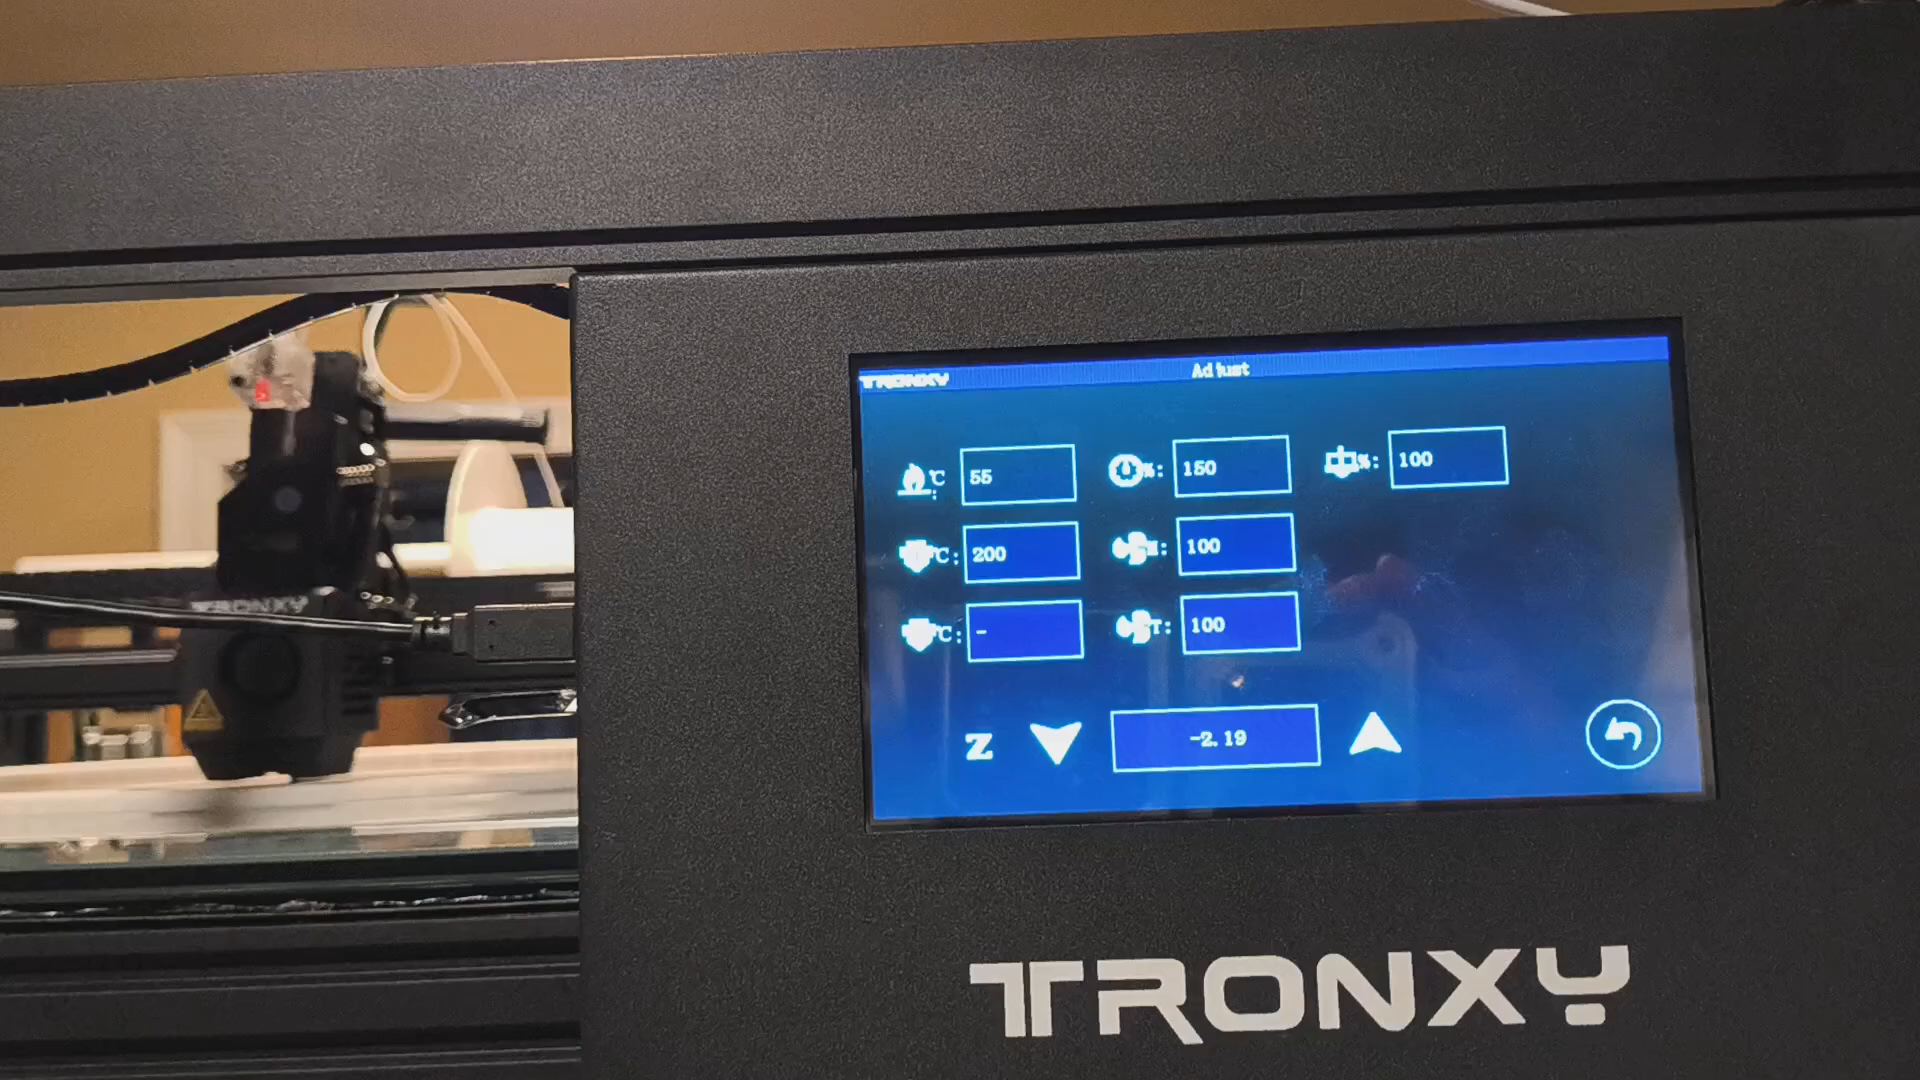 TRONXY Adjust
℃: 55 %: 150 %: 100
℃: 200 H: 100
℃: - T: 100
Z -2.19
TRONXY
TRONXY